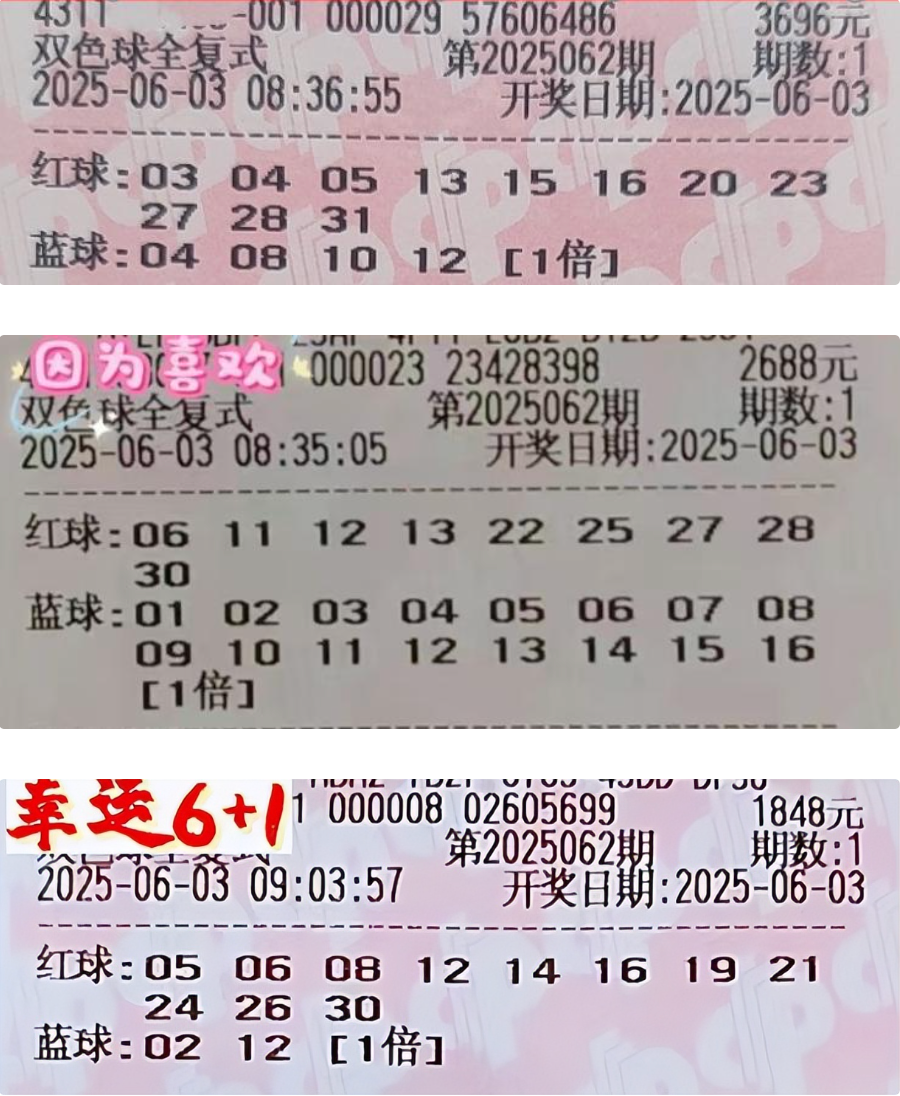 4311 -001 000029 57606486 3696元
双色球全复式 第2025062期 期数:1
2025-06-03 08:36:55 开奖日期:2025-06-03
红球:03 04 05 13 15 16 20 23
27 28 31
蓝球:04 08 10 12 [1倍]
因为喜欢 000023 23428398 2688元
双色球全复式 第2025062期 期数:1
2025-06-03 08:35:05 开奖日期:2025-06-03
红球:06 11 12 13 22 25 27 28
30
蓝球:01 02 03 04 05 06 07 08
09 10 11 12 13 14 15 16
[1倍]
幸运6+1 1 000008 02605699 1848元
双色球全复式 第2025062期 期数:1
2025-06-03 09:03:57 开奖日期:2025-06-03
红球:05 06 08 12 14 16 19 21
24 26 30
蓝球:02 12 [1倍]